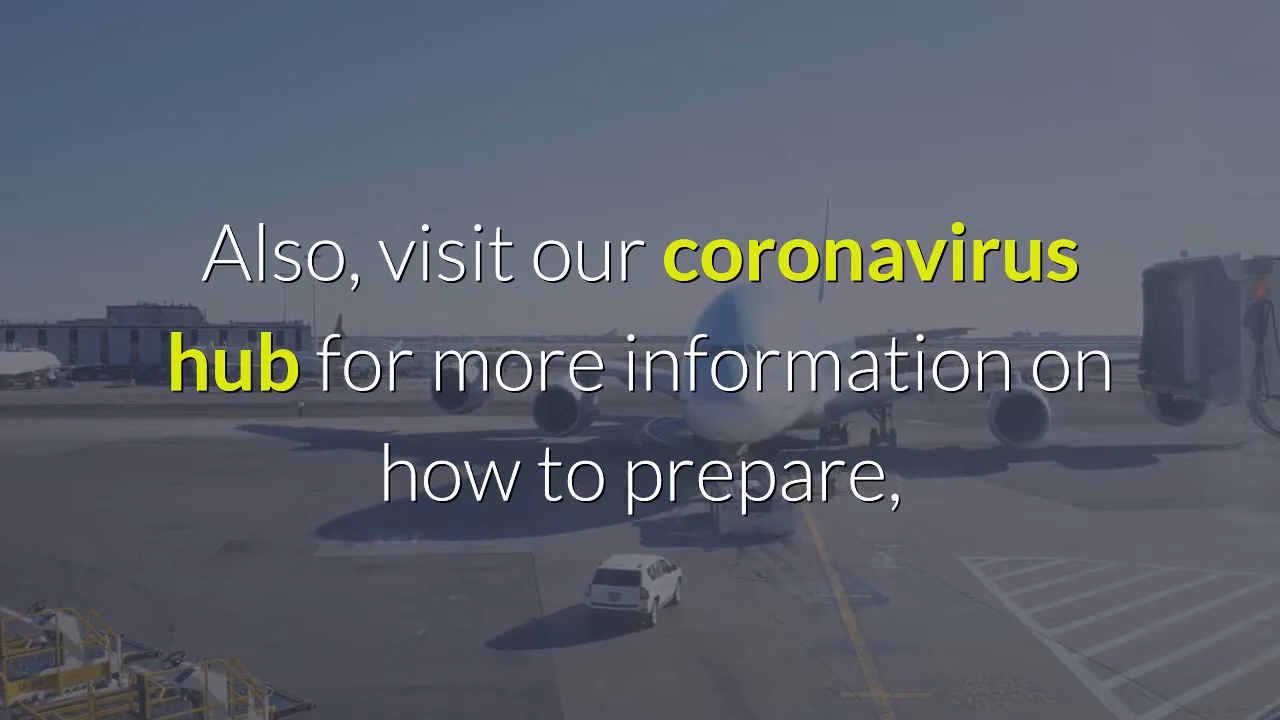 Also, visit our coronavirus
hub for more information on
how to prepare,